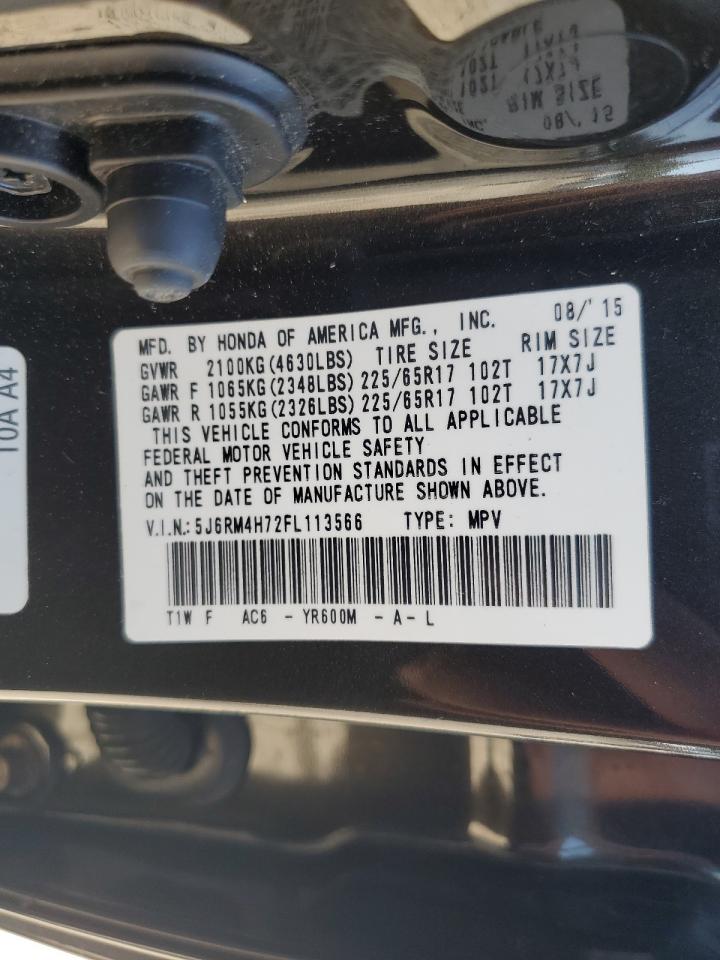 MFD. BY HONDA OF AMERICA MFG., INC. 08/'15
GVWR 2100KG(4630LBS) TIRE SIZE RIM SIZE
GAWR F 1065KG(2348LBS) 225/65R17 102T 17X7J
GAWR R 1055KG(2326LBS) 225/65R17 102T 17X7J
THIS VEHICLE CONFORMS TO ALL APPLICABLE
FEDERAL MOTOR VEHICLE SAFETY
AND THEFT PREVENTION STANDARDS IN EFFECT
ON THE DATE OF MANUFACTURE SHOWN ABOVE.
V.I.N.: 5J6RM4H72FL113566 TYPE: MPV
T1W F AC6 - YR600M - A - L
10A A4